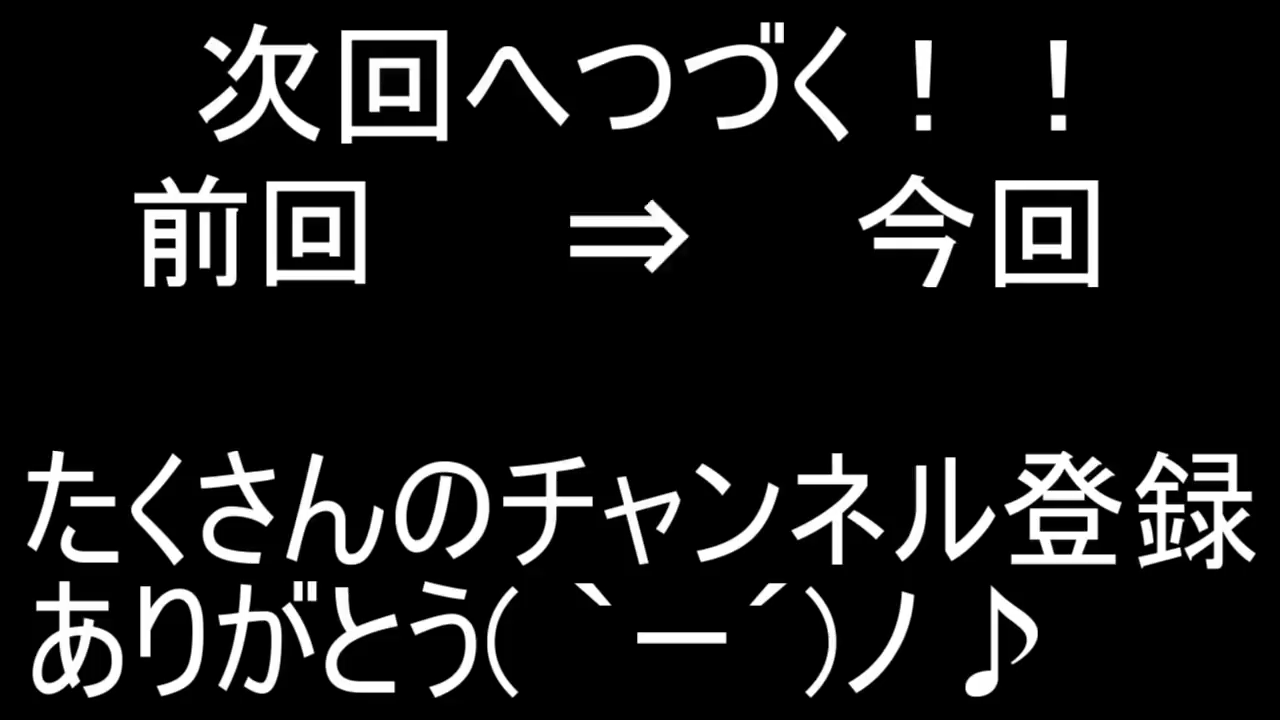 次回へつづく！！
前回　⇒　今回
たくさんのチャンネル登録
ありがとう( ｀ー´)ノ♪